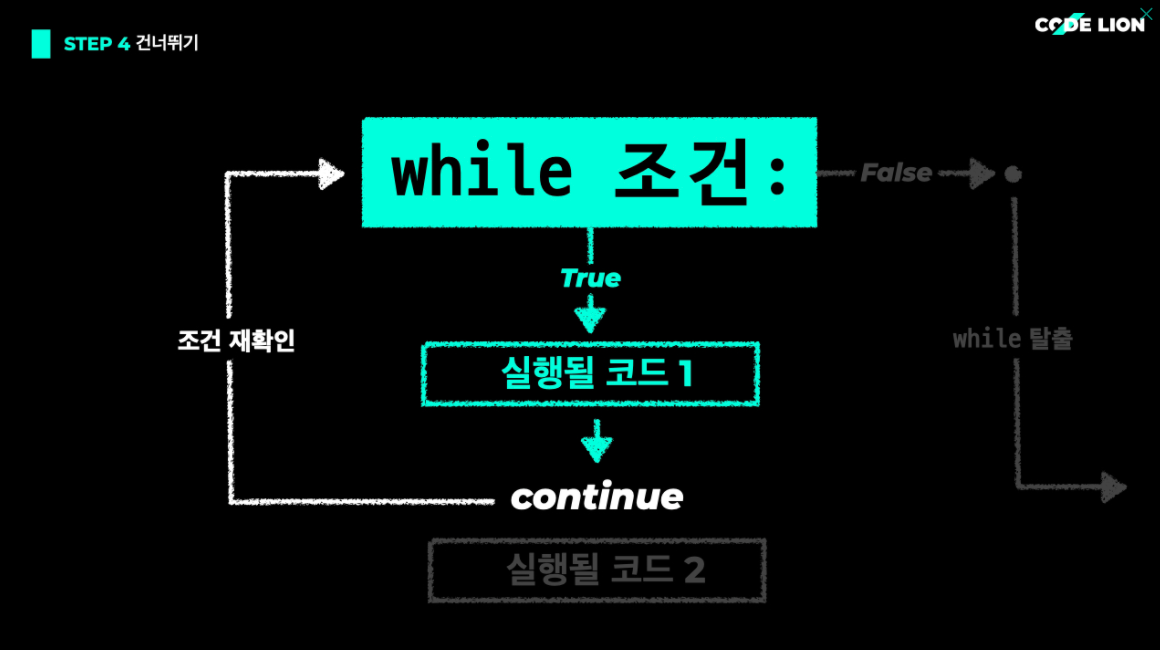 STEP 4 건너뛰기
CODE LION
while 조건:
False
True
조건 재확인
while 탈출
실행될 코드 1
continue
실행될 코드 2